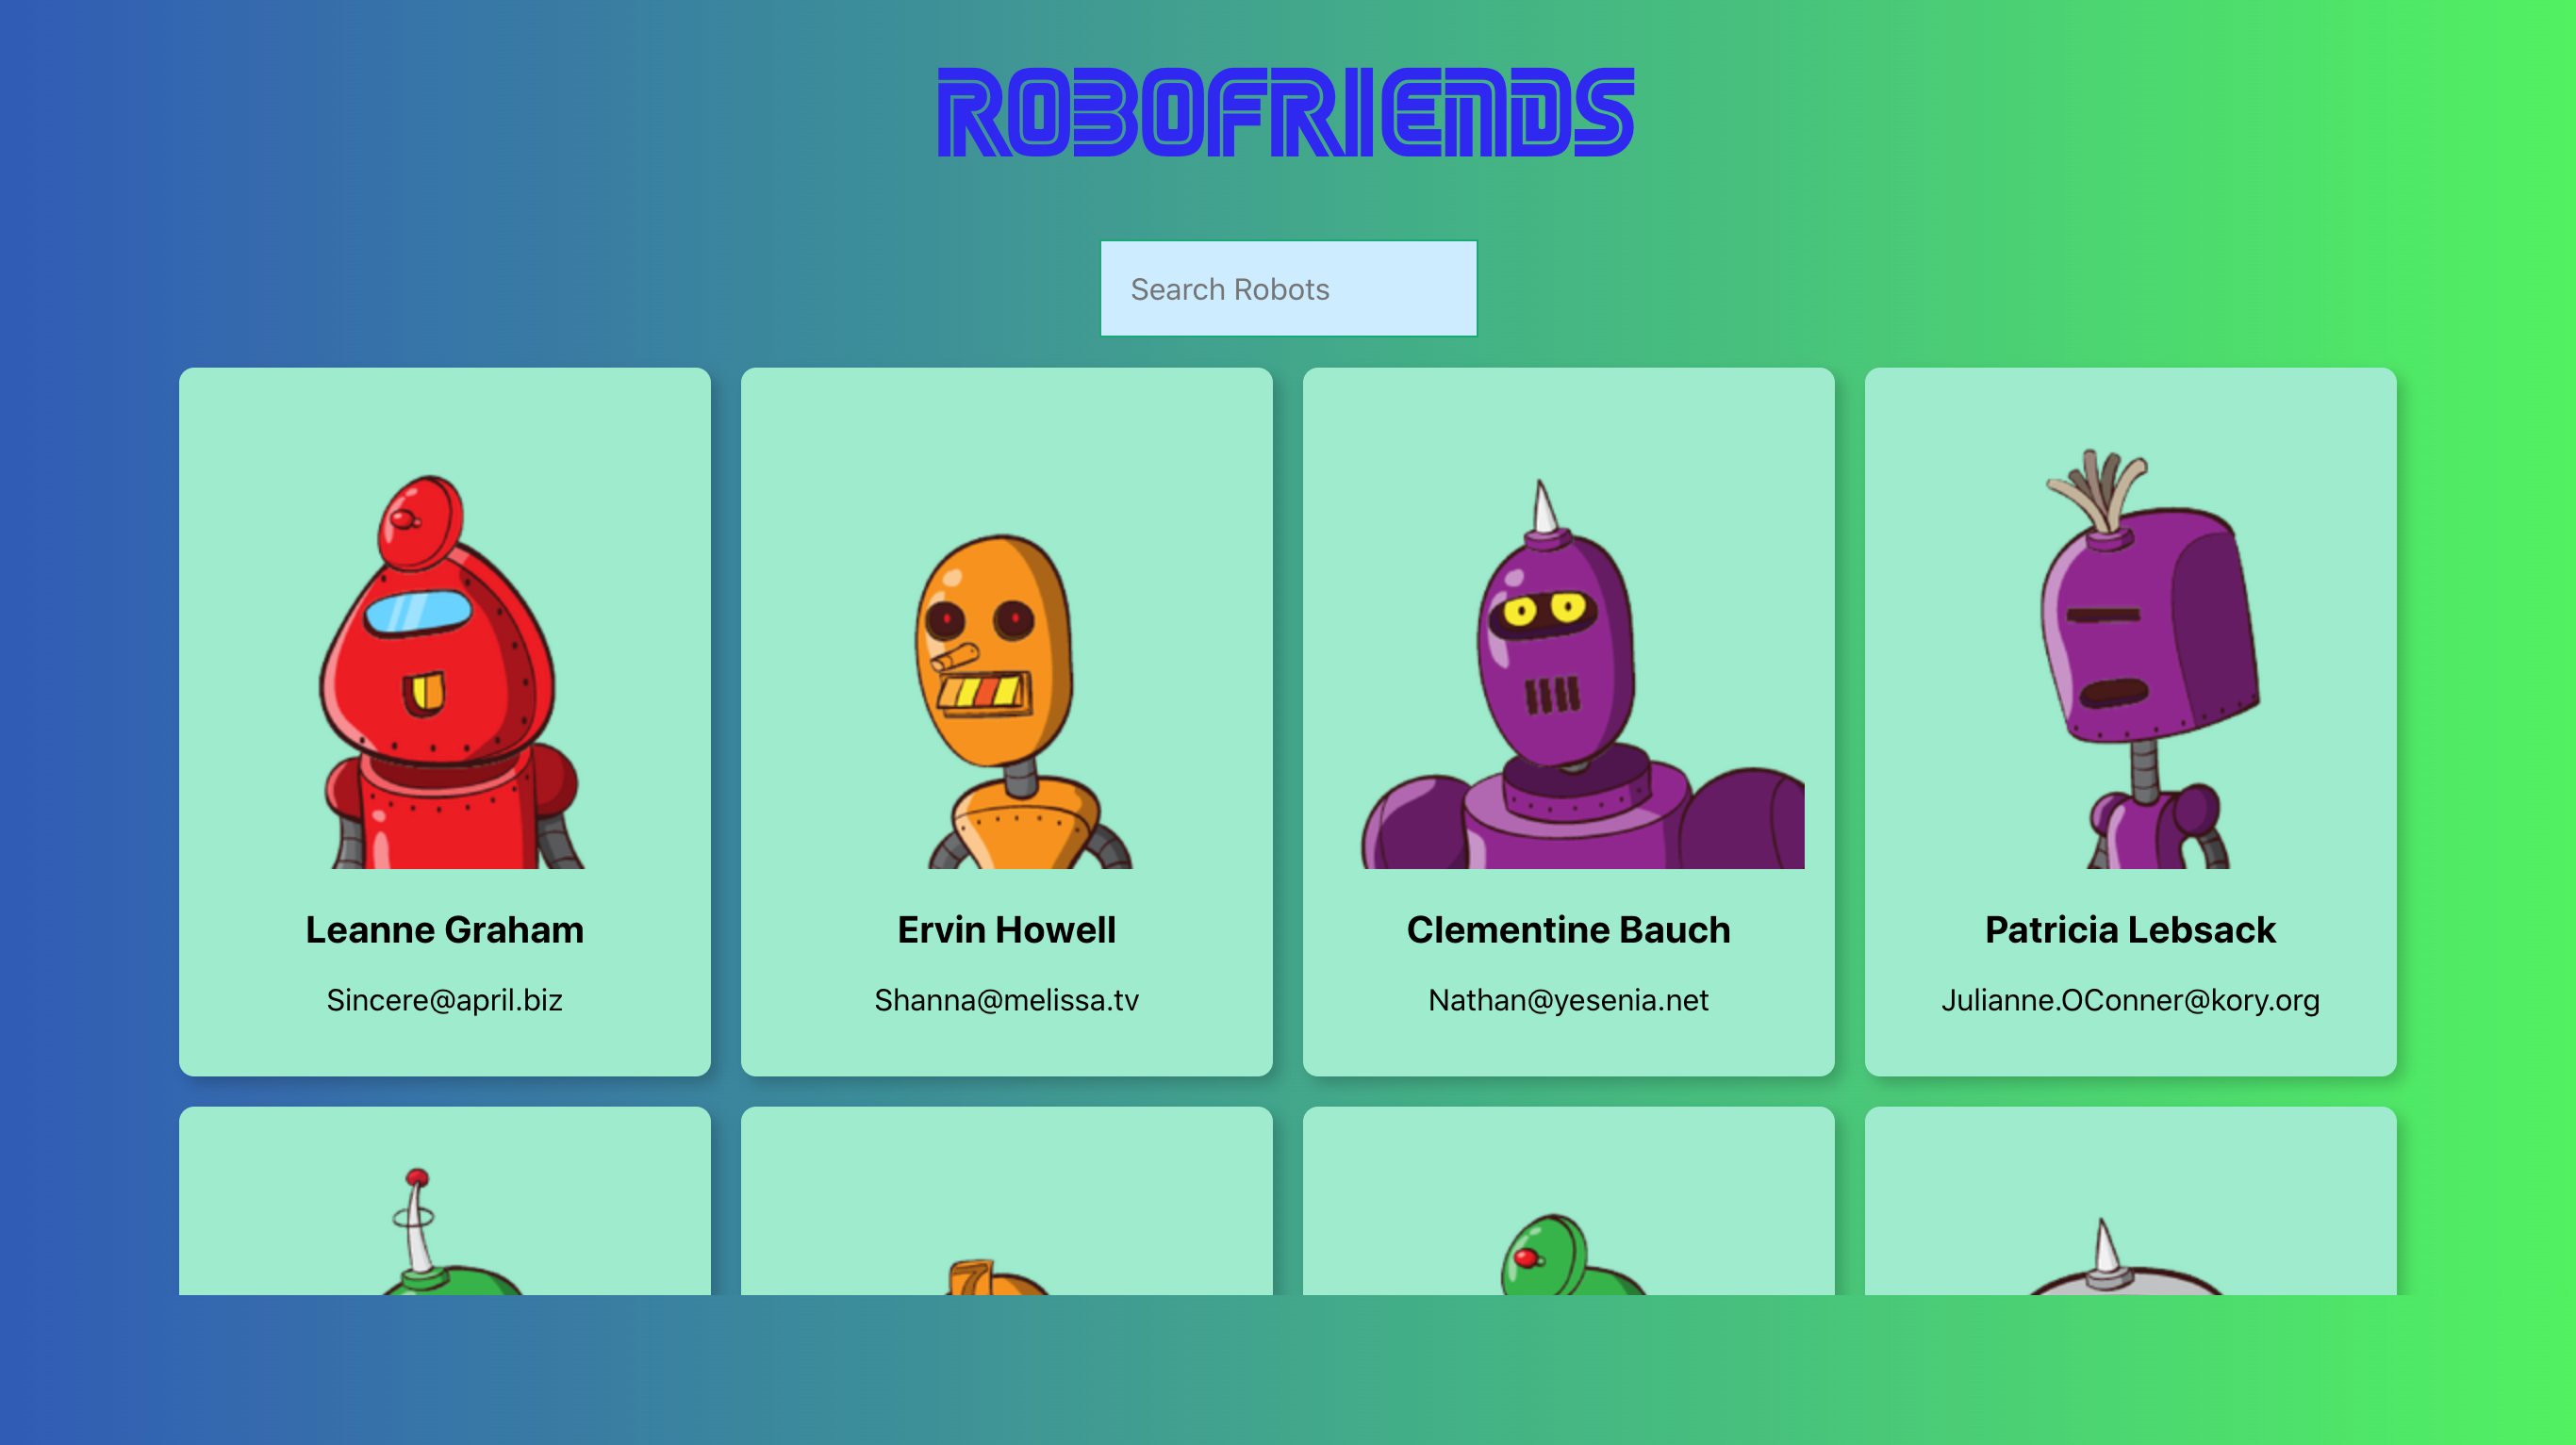 ROBOFRIENDS
Search Robots
Leanne Graham
Ervin Howell
Clementine Bauch
Patricia Lebsack
Sincere@april.biz
Shanna@melissa.tv
Nathan@yesenia.net
Julianne.OConner@kory.org
7